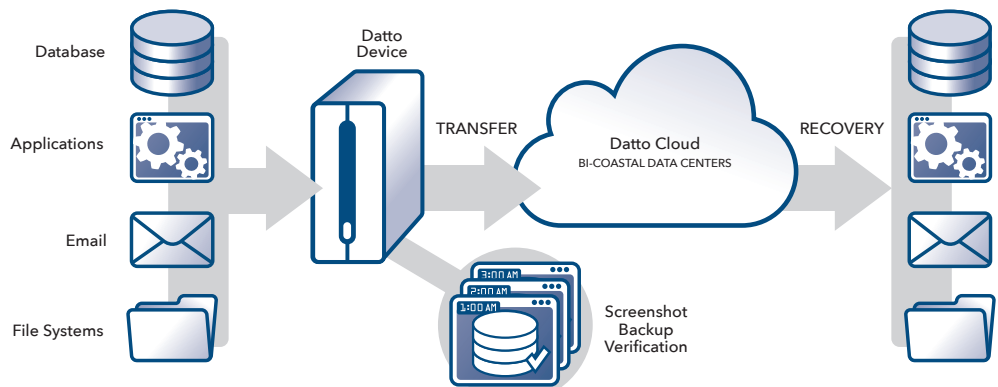 Database
Applications
Email
File Systems
Datto
Device
TRANSFER
Datto Cloud
BI-COASTAL DATA CENTERS
RECOVERY
3:00 AM
2:00 AM
1:00 AM
Screenshot
Backup
Verification